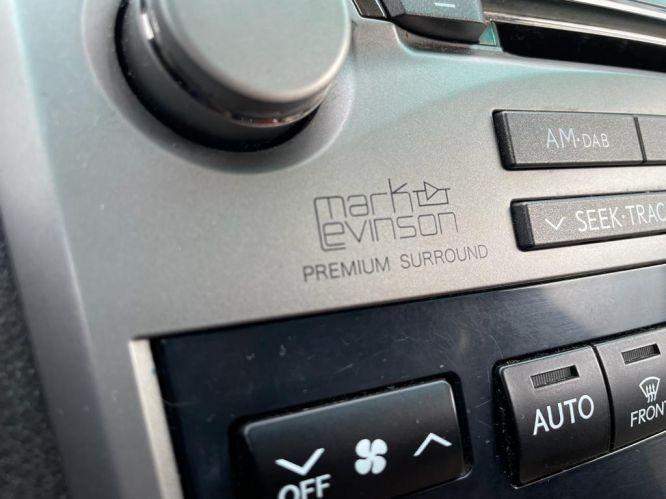 AM·DAB
mark
levinson
SEEK·TRAC
PREMIUM SURROUND
AUTO
FRONT
OFF